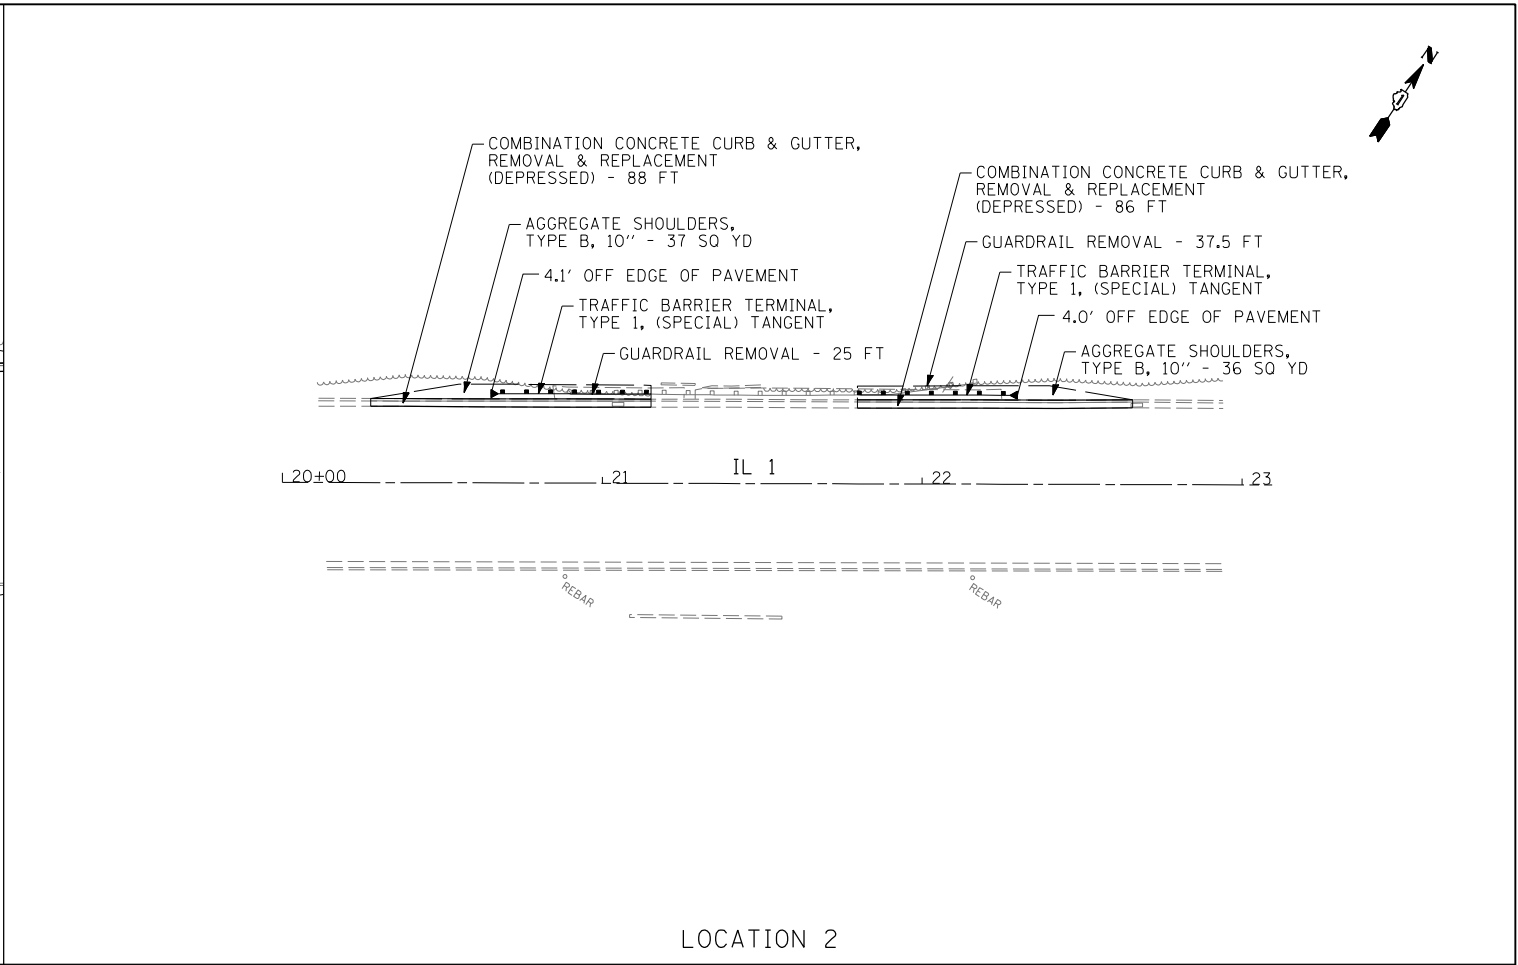 N
COMBINATION CONCRETE CURB & GUTTER,
REMOVAL & REPLACEMENT
(DEPRESSED) - 88 FT
AGGREGATE SHOULDERS,
TYPE B, 10'' - 37 SQ YD
4.1' OFF EDGE OF PAVEMENT
TRAFFIC BARRIER TERMINAL,
TYPE 1, (SPECIAL) TANGENT
GUARDRAIL REMOVAL - 25 FT
COMBINATION CONCRETE CURB & GUTTER,
REMOVAL & REPLACEMENT
(DEPRESSED) - 86 FT
GUARDRAIL REMOVAL - 37.5 FT
TRAFFIC BARRIER TERMINAL,
TYPE 1, (SPECIAL) TANGENT
4.0' OFF EDGE OF PAVEMENT
AGGREGATE SHOULDERS,
TYPE B, 10'' - 36 SQ YD
IL 1
20+00
21
22
23
REBAR
REBAR
LOCATION 2